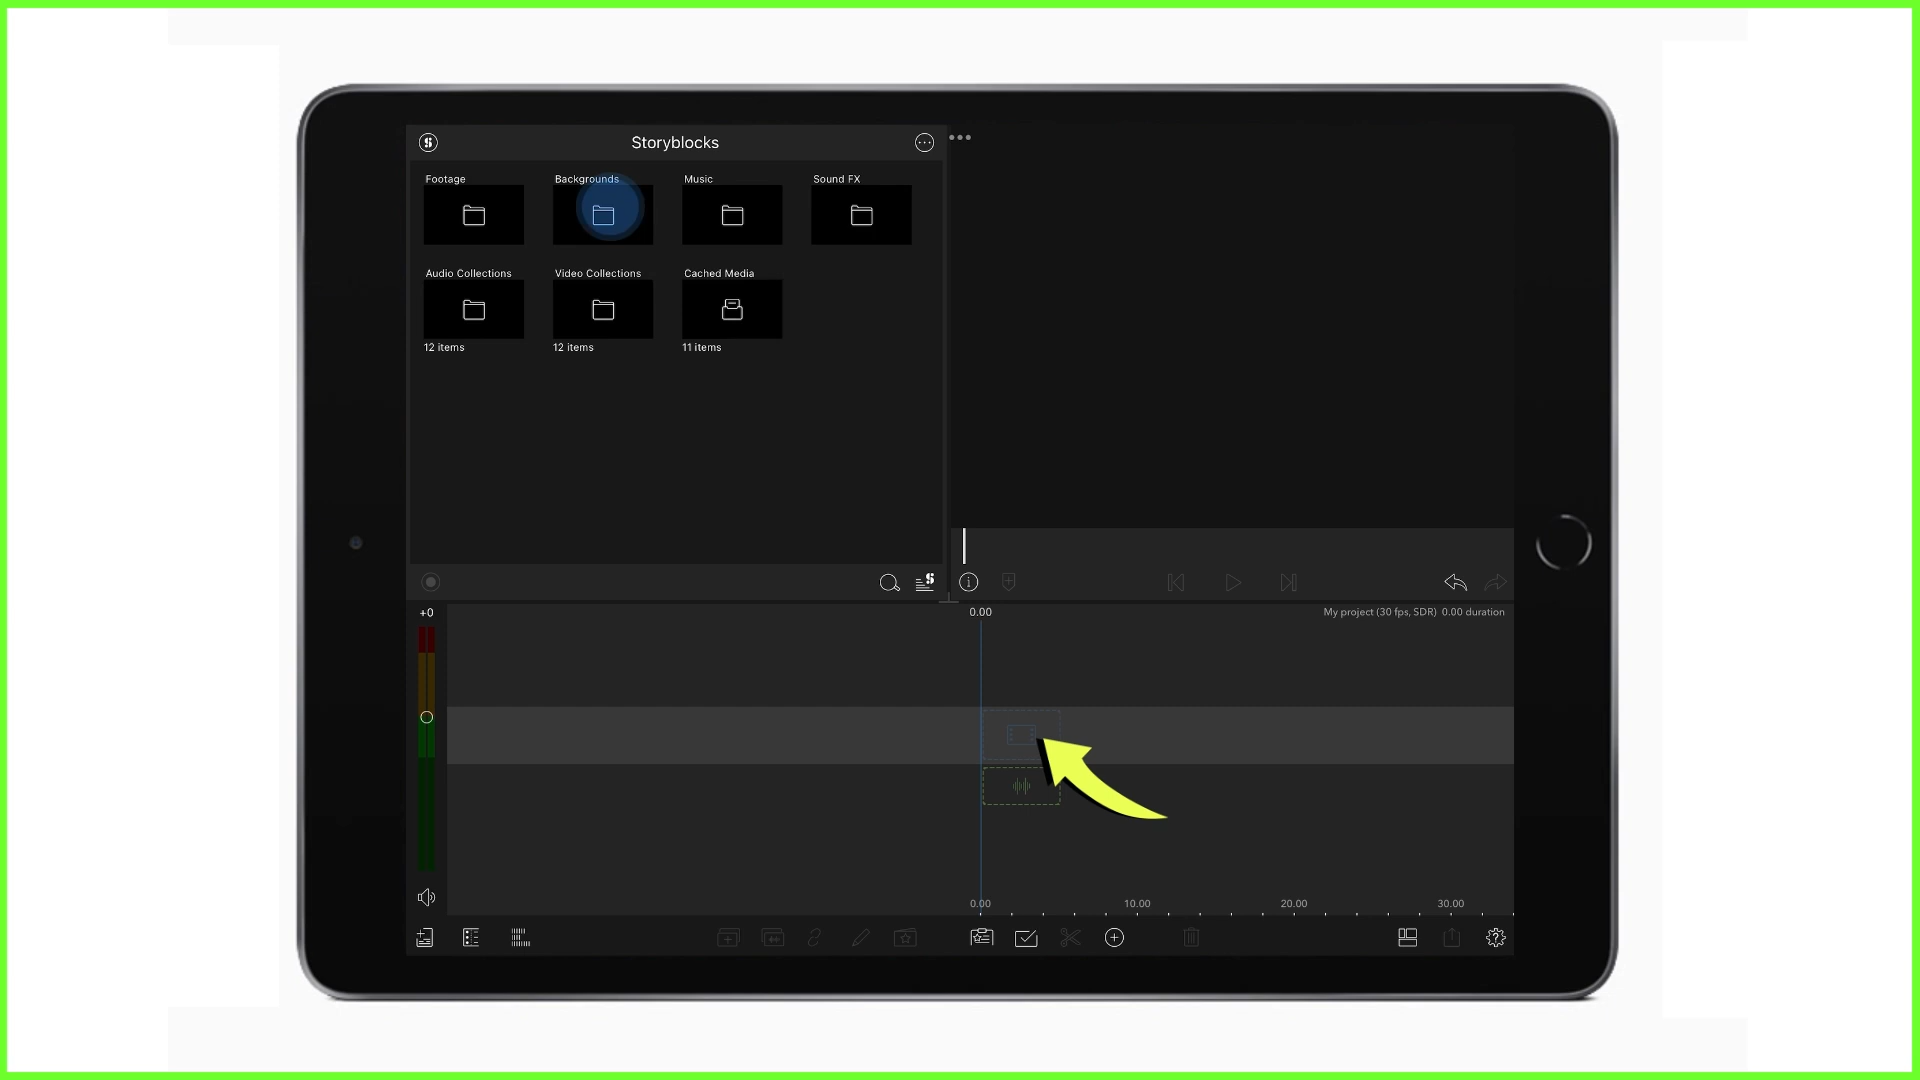 Storyblocks
Footage
Backgrounds
Music
Sound FX
Audio Collections
Video Collections
Cached Media
12 items
12 items
11 items
+0
0.00
My project (30 fps, SDR) 0.00 duration
0.00
10.00
20.00
30.00